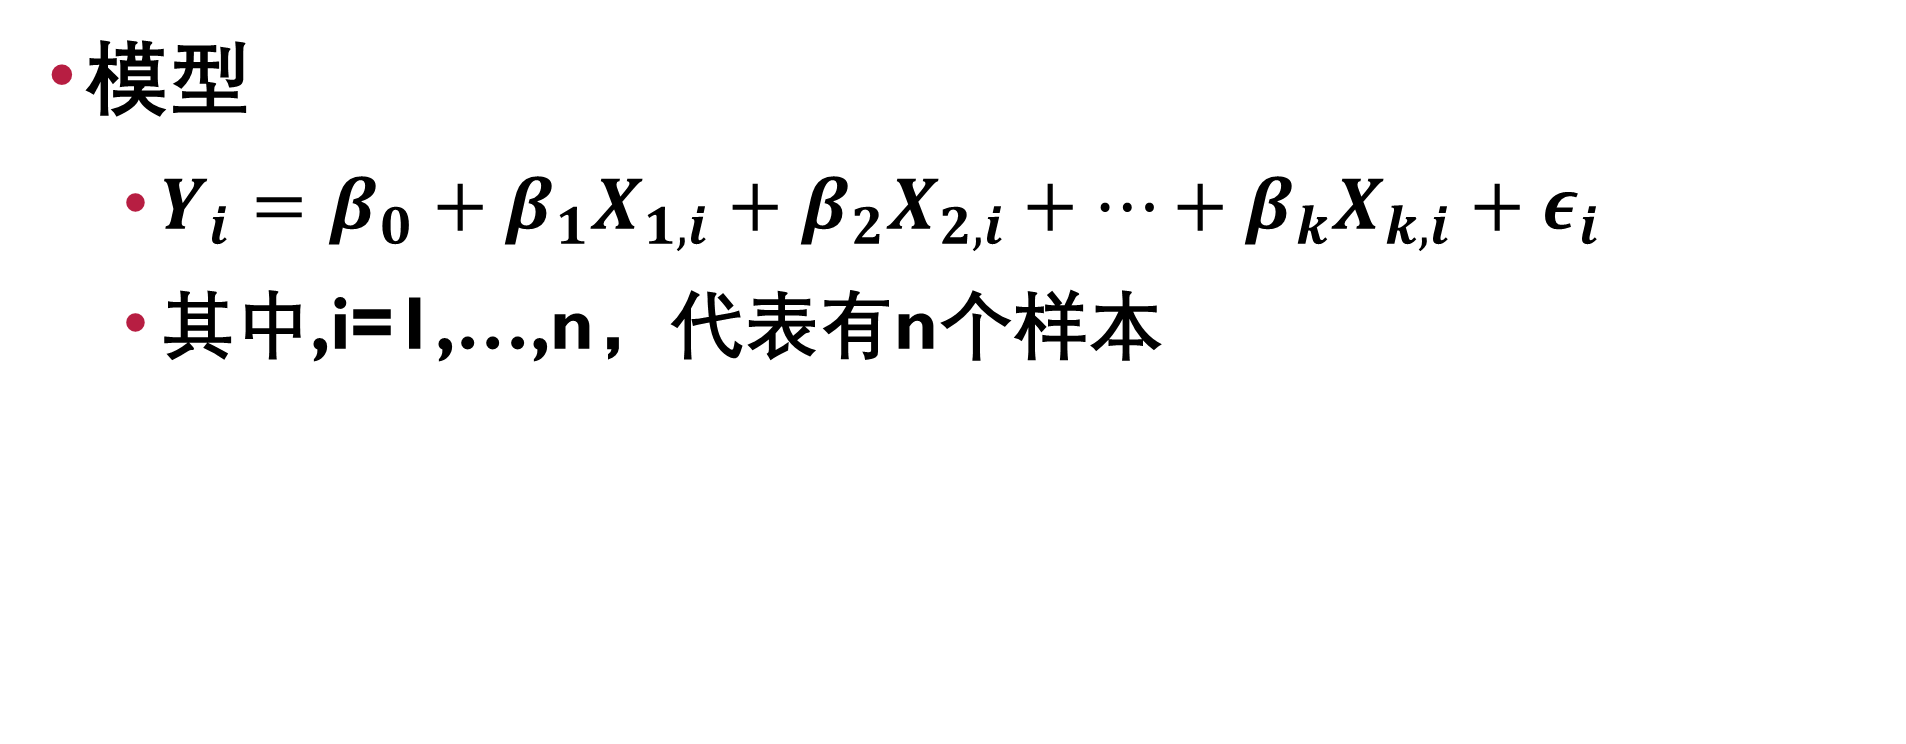 • 模型
• Yᵢ = β₀ + β₁X₁,ᵢ + β₂X₂,ᵢ + ⋯ + βₖXₖ,ᵢ + ϵᵢ
• 其中,i=1,…,n，代表有n个样本